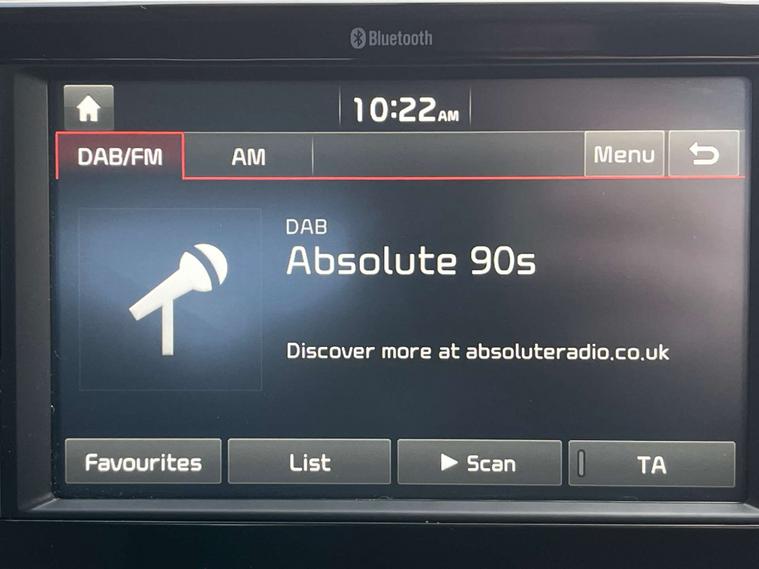 Bluetooth
10:22AM
DAB/FM AM Menu
DAB
Absolute 90s
Discover more at absoluteradio.co.uk
Favourites List Scan TA